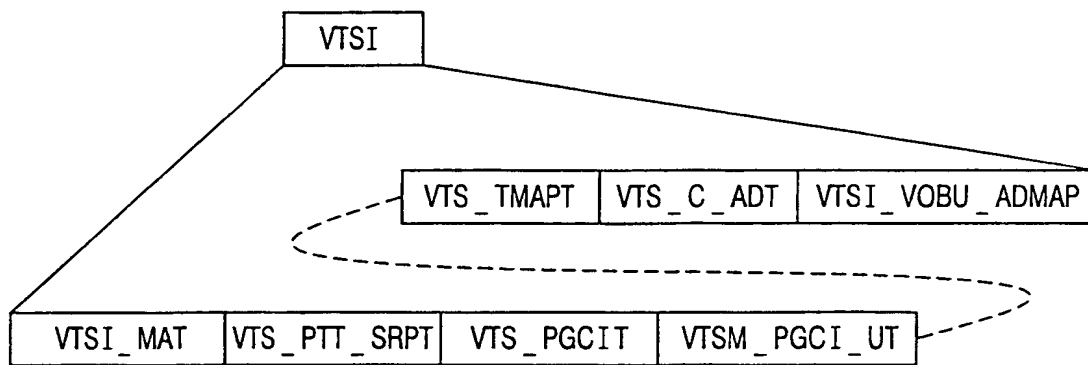 VTSI
VTS_TMAPT VTS_C_ADT VTSI_VOBU_ADMAP
VTSI_MAT VTS_PTT_SRPT VTS_PGCIT VTSM_PGCI_UT